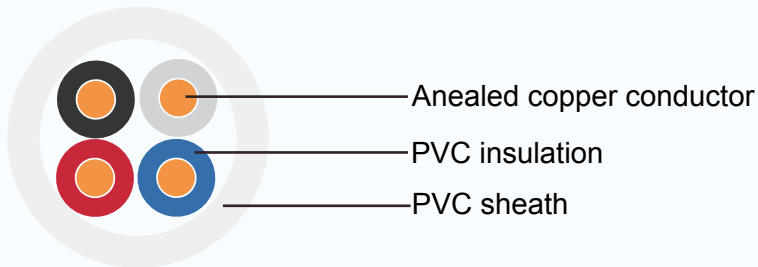 Anealed copper conductor
PVC insulation
PVC sheath